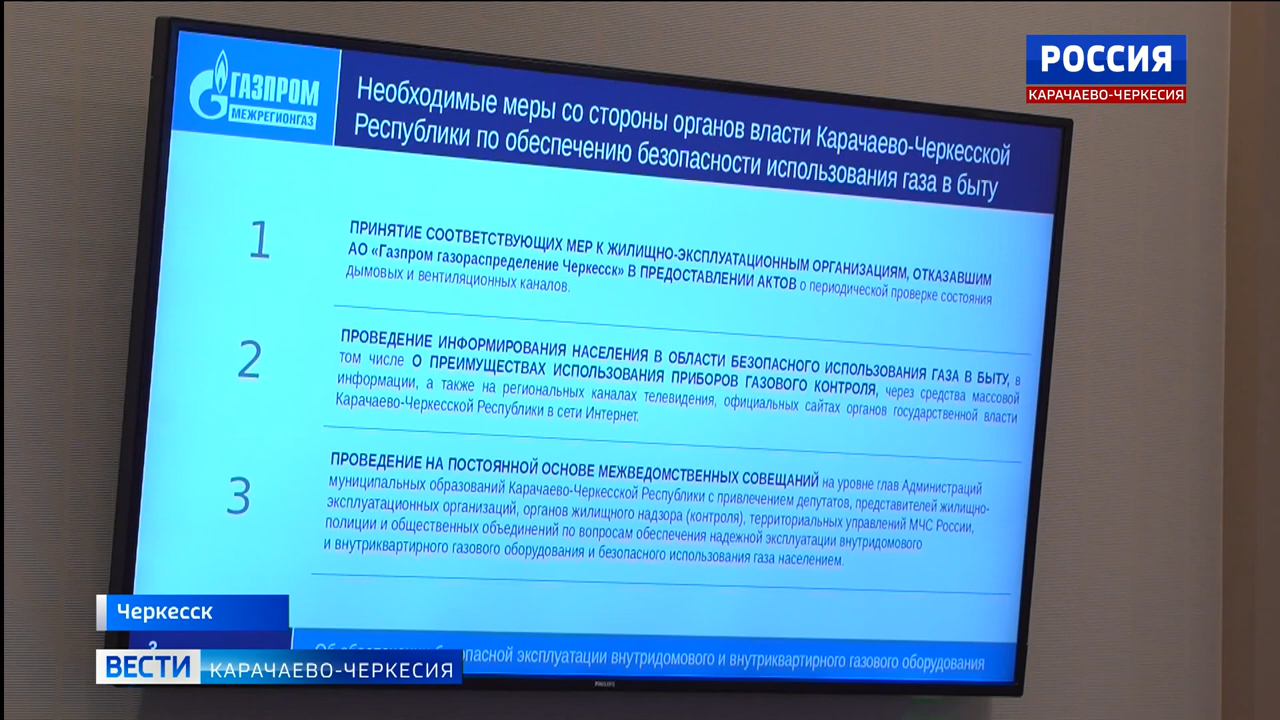 РОССИЯ
КАРАЧАЕВО-ЧЕРКЕСИЯ
ГАЗПРОМ
МЕЖРЕГИОНГАЗ
Необходимые меры со стороны органов власти Карачаево-Черкесской
Республики по обеспечению безопасности использования газа в быту
1
ПРИНЯТИЕ СООТВЕТСТВУЮЩИХ МЕР К ЖИЛИЩНО-ЭКСПЛУАТАЦИОННЫМ ОРГАНИЗАЦИЯМ, ОТКАЗАВШИМ
АО «Газпром газораспределение Черкесск» В ПРЕДОСТАВЛЕНИИ АКТОВ о периодической проверке состояния
дымовых и вентиляционных каналов.
2
ПРОВЕДЕНИЕ ИНФОРМИРОВАНИЯ НАСЕЛЕНИЯ В ОБЛАСТИ БЕЗОПАСНОГО ИСПОЛЬЗОВАНИЯ ГАЗА В БЫТУ, в
том числе О ПРЕИМУЩЕСТВАХ ИСПОЛЬЗОВАНИЯ ПРИБОРОВ ГАЗОВОГО КОНТРОЛЯ, через средства массовой
информации, а также на региональных каналах телевидения, официальных сайтах органов государственной власти
Карачаево-Черкесской Республики в сети Интернет.
3
ПРОВЕДЕНИЕ НА ПОСТОЯННОЙ ОСНОВЕ МЕЖВЕДОМСТВЕННЫХ СОВЕЩАНИЙ на уровне глав Администраций
муниципальных образований Карачаево-Черкесской Республики с привлечением депутатов, представителей жилищно-
эксплуатационных организаций, органов жилищного надзора (контроля), территориальных управлений МЧС России,
полиции и общественных объединений по вопросам обеспечения надежной эксплуатации внутридомового
и внутриквартирного газового оборудования и безопасного использования газа населением.
Черкесск
эксплуатации внутридомового и внутриквартирного газового оборудования
ВЕСТИ КАРАЧАЕВО-ЧЕРКЕСИЯ
PHILIPS